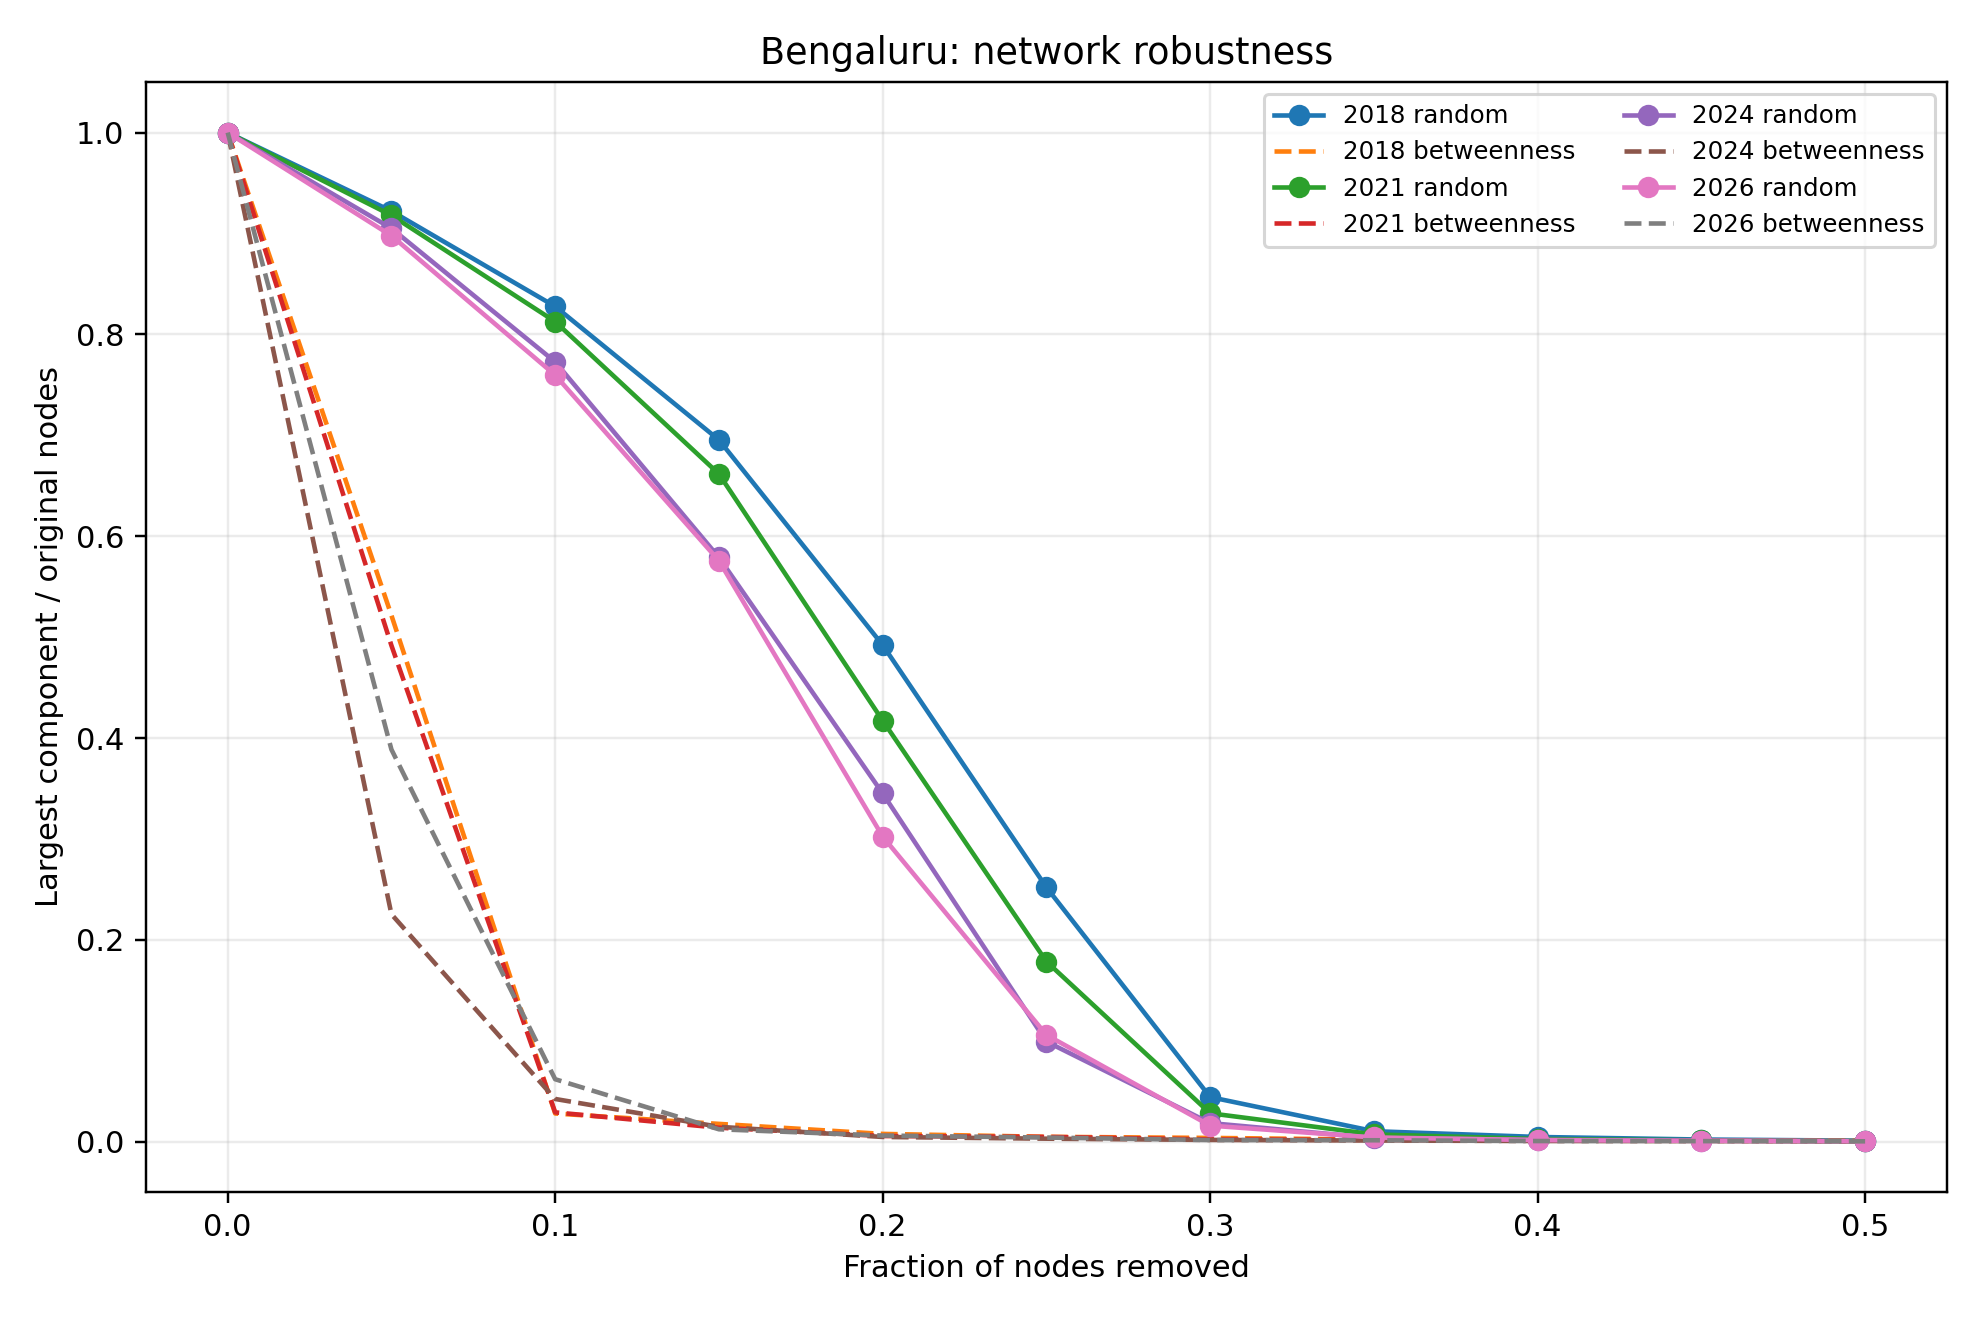 Bengaluru: network robustness
2018 random
2018 betweenness
2021 random
2021 betweenness
2024 random
2024 betweenness
2026 random
2026 betweenness
Largest component / original nodes
1.0
0.8
0.6
0.4
0.2
0.0
0.0 0.1 0.2 0.3 0.4 0.5
Fraction of nodes removed